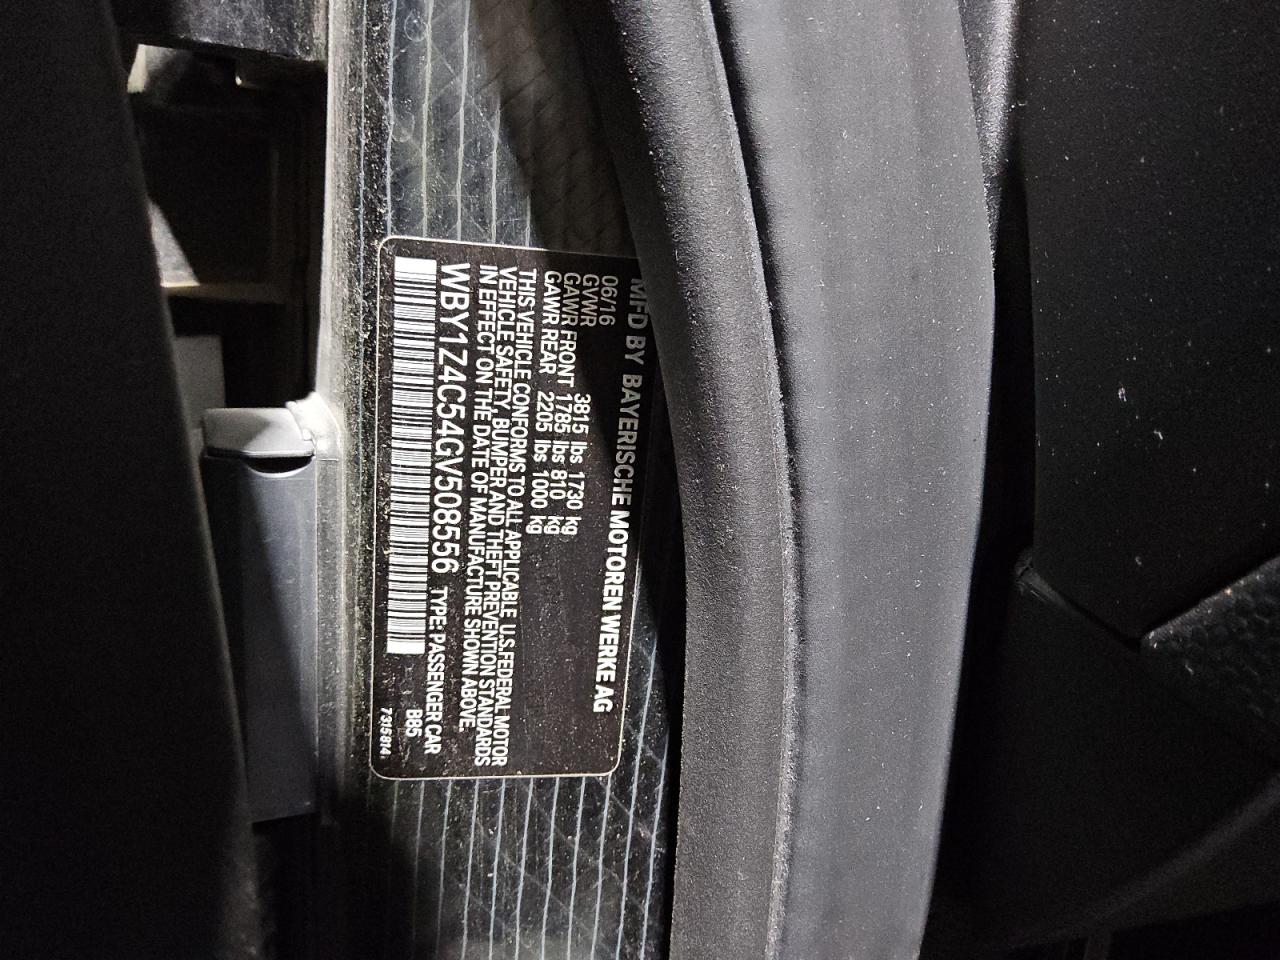 MFD BY BAYERISCHE MOTOREN WERKE AG
06/16
GVWR 3815 lbs 1730 kg
GAWR FRONT 1785 lbs 810 kg
GAWR REAR 2205 lbs 1000 kg
THIS VEHICLE CONFORMS TO ALL APPLICABLE U.S.FEDERAL MOTOR
VEHICLE SAFETY, BUMPER AND THEFT PREVENTION STANDARDS
IN EFFECT ON THE DATE OF MANUFACTURE SHOWN ABOVE.
WBY1Z4C54GV508556 TYPE: PASSENGER CAR
B85
7315814